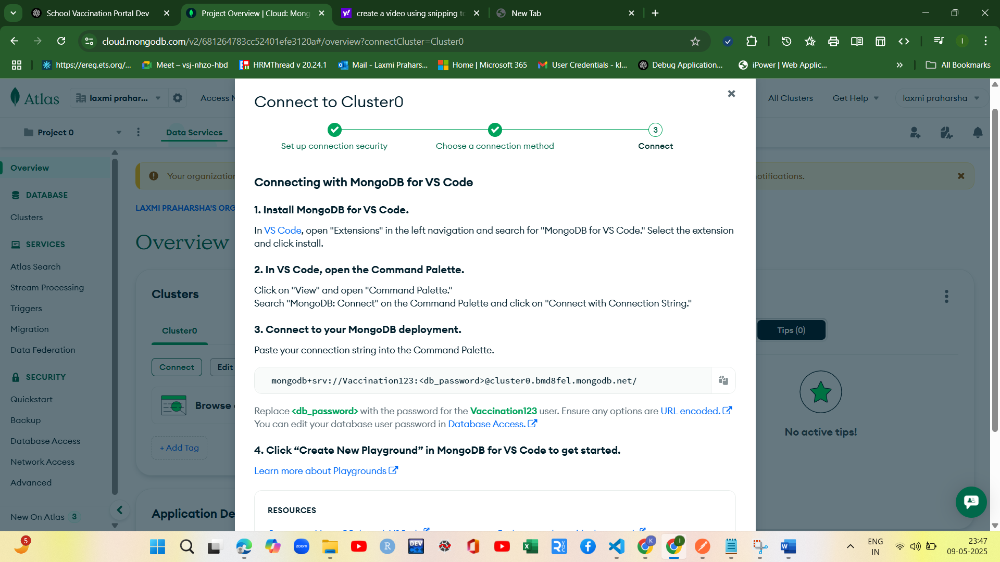 School Vaccination Portal Dev
Project Overview | Cloud: Mong
create a video using snipping to
New Tab
cloud.mongodb.com/v2/681264783cc52401efe3120a#/overview?connectCluster=Cluster0
I
https://ereg.ets.org/...
Meet – vsj-nhzo-hbd
HRMThread v 20.24.1
Mail - Laxmi Prahars...
Home | Microsoft 365
User Credentials - kl...
Debug Application...
iPower | Web Applic...
All Bookmarks
Atlas
laxmi prahar...
Access N
All Clusters
Get Help
laxmi praharsha
Project 0
Data Services
Overview
DATABASE
Clusters
SERVICES
Atlas Search
Stream Processing
Triggers
Migration
Data Federation
SECURITY
Quickstart
Backup
Database Access
Network Access
Advanced
New On Atlas 3
Your organization
otifications.
LAXMI PRAHARSHA'S ORG
Overview
Clusters
Cluster0
Connect
Edit
Browse
+ Add Tag
Application De
Connect to Cluster0
Set up connection security
Choose a connection method
3
Connect
Connecting with MongoDB for VS Code
1. Install MongoDB for VS Code.
In VS Code, open "Extensions" in the left navigation and search for "MongoDB for VS Code." Select the extension
and click install.
2. In VS Code, open the Command Palette.
Click on "View" and open "Command Palette."
Search "MongoDB: Connect" on the Command Palette and click on "Connect with Connection String."
3. Connect to your MongoDB deployment.
Paste your connection string into the Command Palette.
mongodb+srv://Vaccination123:<db_password>@cluster0.bmd8fel.mongodb.net/
Replace <db_password> with the password for the Vaccination123 user. Ensure any options are URL encoded.
You can edit your database user password in Database Access.
4. Click “Create New Playground” in MongoDB for VS Code to get started.
Learn more about Playgrounds
RESOURCES
Tips (0)
No active tips!
5
zoom
R
DEV
C++
K
I
W
ENG
IN
23:47
09-05-2025